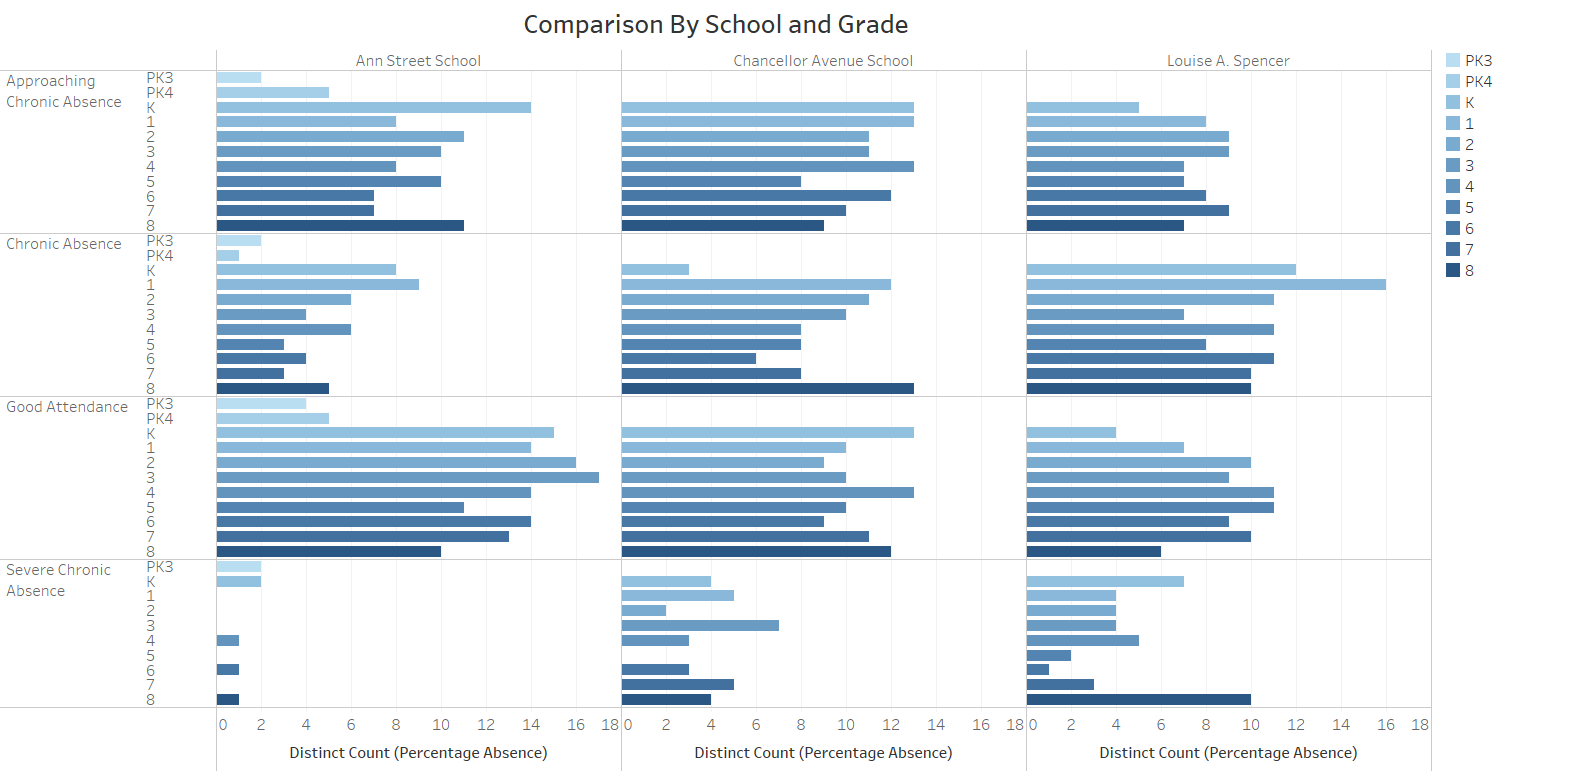 Comparison By School and Grade
Ann Street School Chancellor Avenue School Louise A. Spencer
Approaching
Chronic Absence
PK3
PK4
K
1
2
3
4
5
6
7
8
Chronic Absence
PK3
PK4
K
1
2
3
4
5
6
7
8
Good Attendance
PK3
PK4
K
1
2
3
4
5
6
7
8
Severe Chronic
Absence
PK3
K
1
2
3
4
5
6
7
8
0 2 4 6 8 10 12 14 16 18 0 2 4 6 8 10 12 14 16 18 0 2 4 6 8 10 12 14 16 18
Distinct Count (Percentage Absence) Distinct Count (Percentage Absence) Distinct Count (Percentage Absence)
PK3
PK4
K
1
2
3
4
5
6
7
8